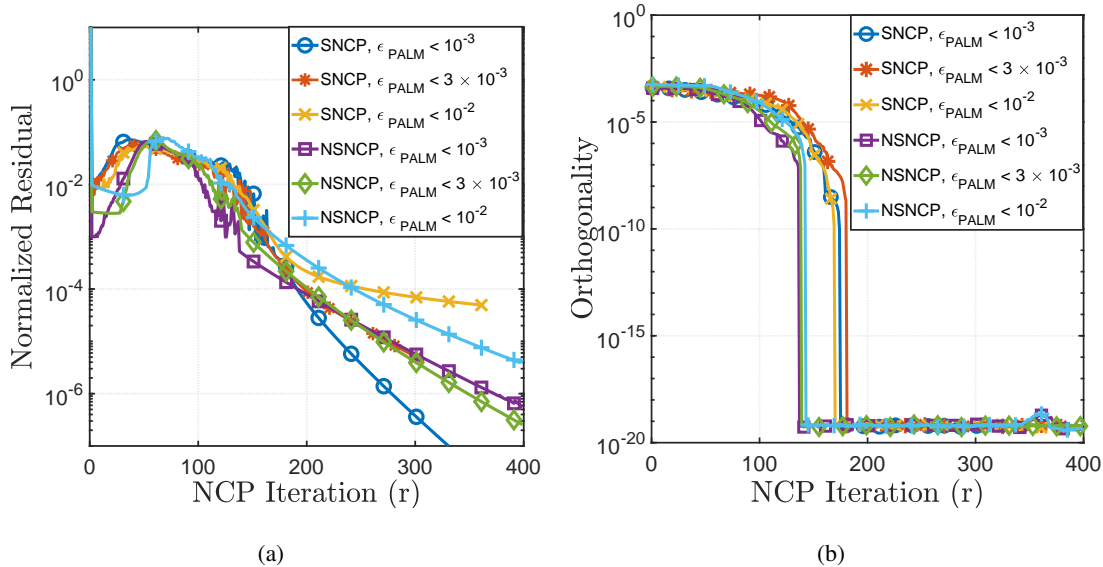 Normalized Residual
10^0
10^-2
10^-4
10^-6
SNCP, ϵ_PALM < 10^-3
SNCP, ϵ_PALM < 3 × 10^-3
SNCP, ϵ_PALM < 10^-2
NSNCP, ϵ_PALM < 10^-3
NSNCP, ϵ_PALM < 3 × 10^-3
NSNCP, ϵ_PALM < 10^-2
0 100 200 300 400
NCP Iteration (r)
(a)
Orthogonality
10^0
10^-5
10^-10
10^-15
10^-20
SNCP, ϵ_PALM < 10^-3
SNCP, ϵ_PALM < 3 × 10^-3
SNCP, ϵ_PALM < 10^-2
NSNCP, ϵ_PALM < 10^-3
NSNCP, ϵ_PALM < 3 × 10^-3
NSNCP, ϵ_PALM < 10^-2
0 100 200 300 400
NCP Iteration (r)
(b)